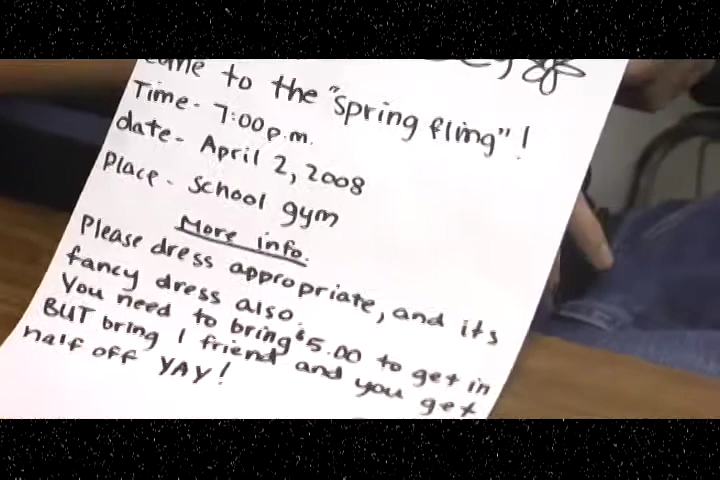 come to the "spring fling"!
Time - 7:00 p.m.
date - April 2, 2008
Place - school gym
More info.
Please dress appropriate, and its
fancy dress also.
You need to bring $5.00 to get in
BUT bring 1 friend and you get
half off YAY!